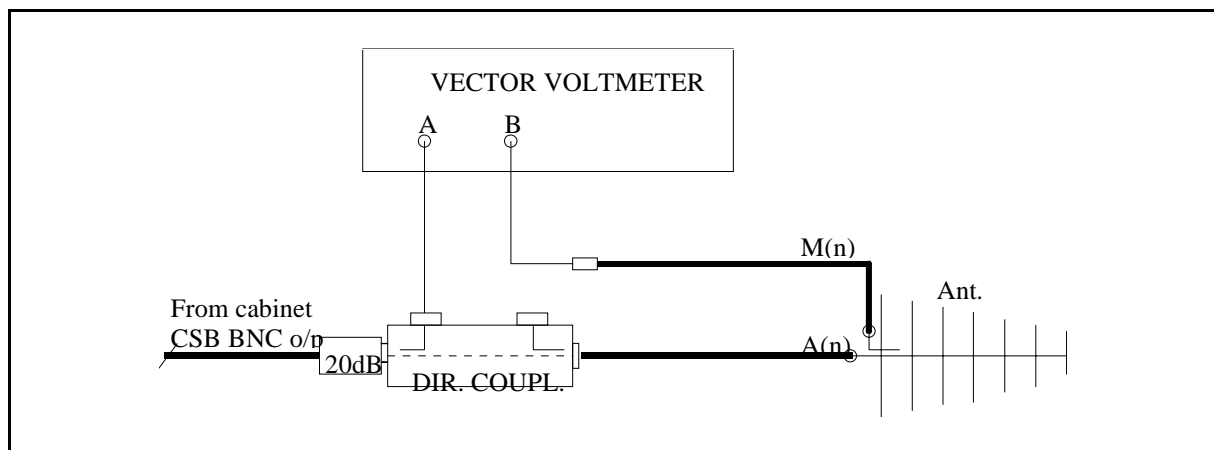 VECTOR VOLTMETER
A B
M(n)
Ant.
From cabinet
CSB BNC o/p
A(n)
20dB
DIR. COUPL.